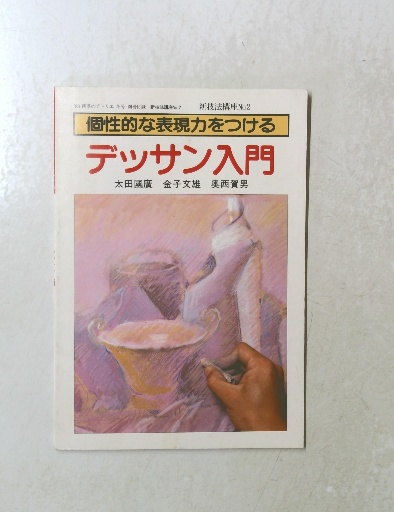 新技法講座No.2
個性的な表現力をつける
デッサン入門
太田國廣 金子文雄 奥西賀男